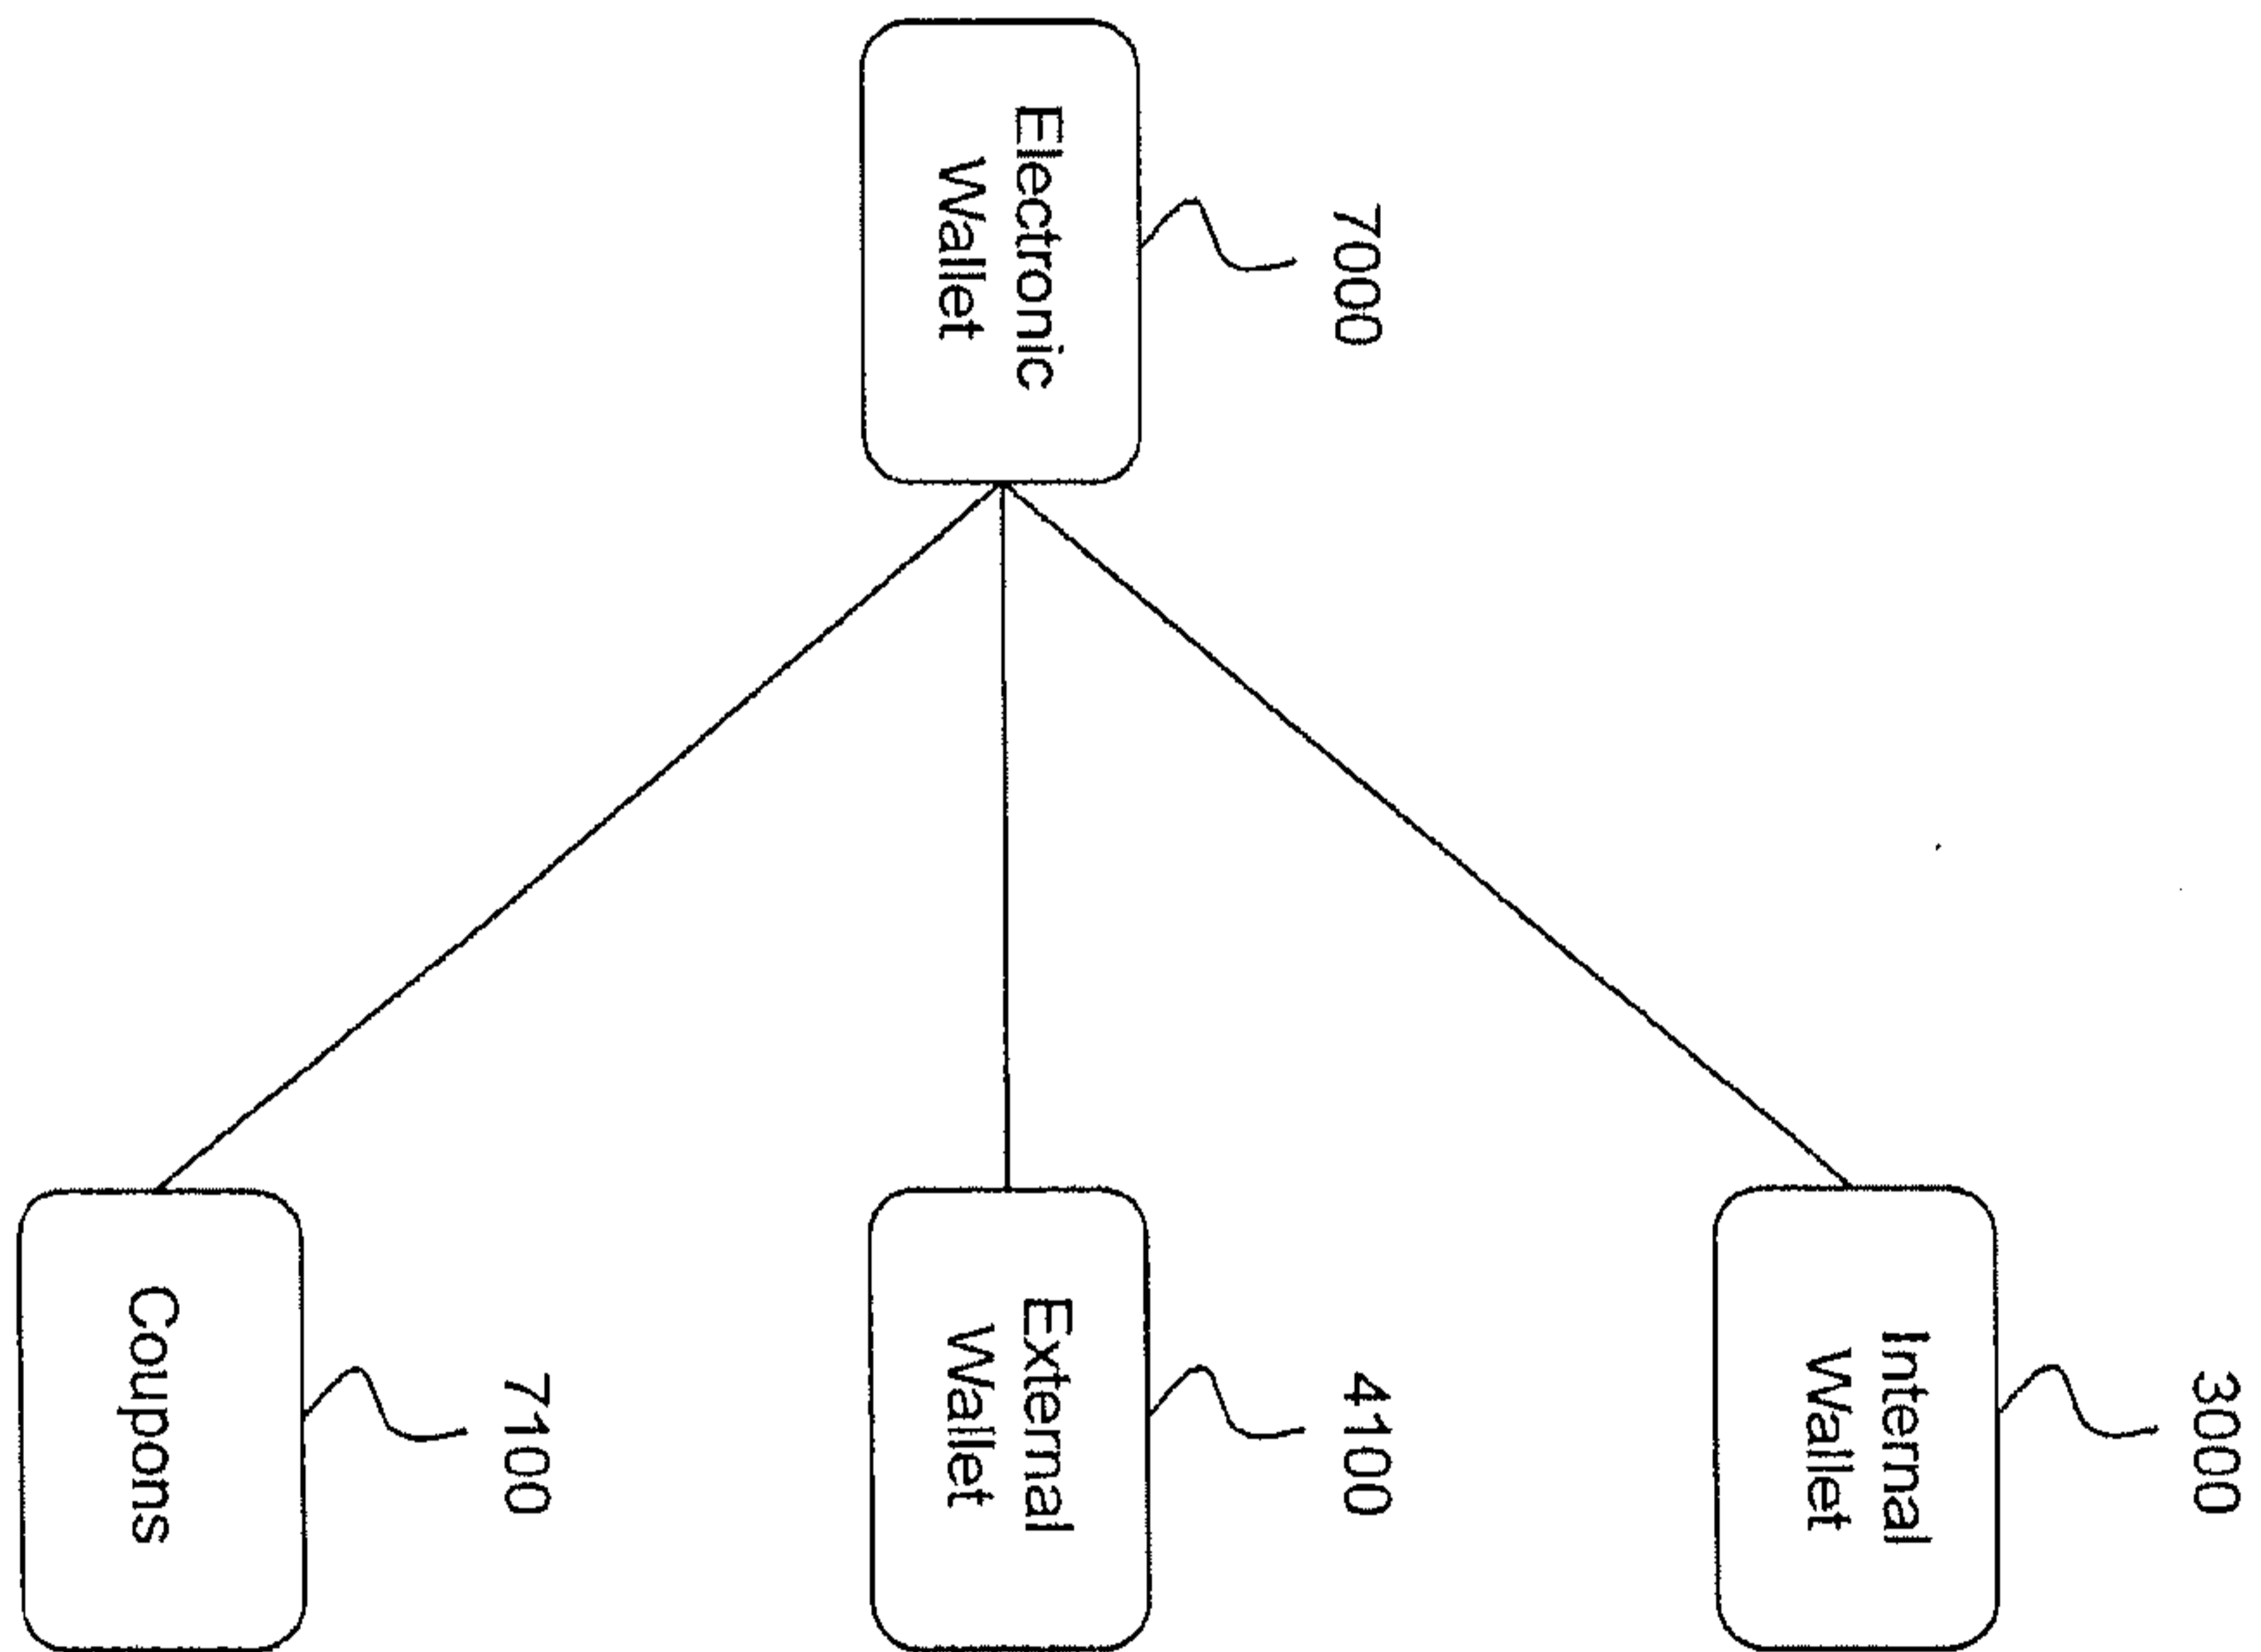 3000
Internal
Wallet
7000
Electronic
Wallet
4100
External
Wallet
7100
Coupons